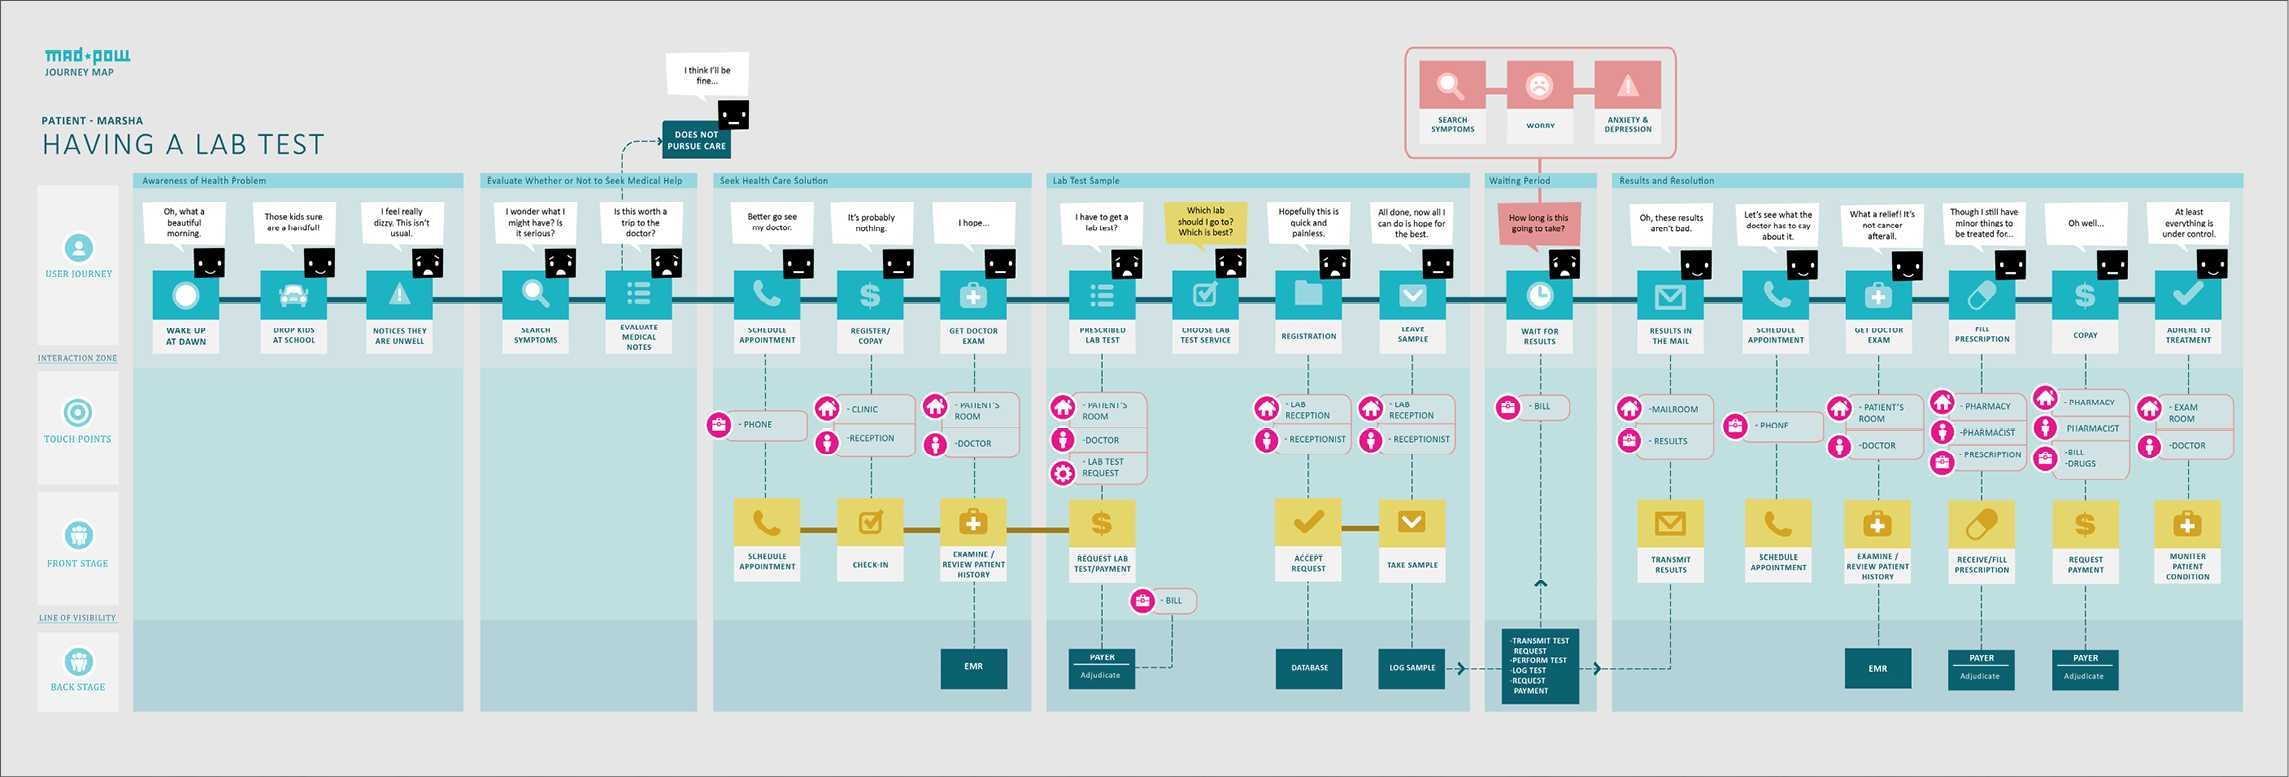 mad*pow
JOURNEY MAP
PATIENT - MARSHA
HAVING A LAB TEST
I think I'll be
fine...
DOES NOT
PURSUE CARE
SEARCH
SYMPTOMS
WORRY
ANXIETY &
DEPRESSION
Awareness of Health Problem
Evaluate Whether or Not to Seek Medical Help
Seek Health Care Solution
Lab Test Sample
Waiting Period
Results and Resolution
USER JOURNEY
Oh, what a
beautiful
morning.
Those kids sure
are a handful!
I feel really
dizzy. This isn't
usual.
I wonder what I
might have? Is
it serious?
Is this worth a
trip to the
doctor?
Better go see
my doctor.
It's probably
nothing.
I hope...
I have to get a
lab test?
Which lab
should I go to?
Which is best?
Hopefully this is
quick and
painless.
All done, now all I
can do is hope for
the best.
How long is this
going to take?
Oh, these results
aren't bad.
Let's see what the
doctor has to say
about it.
What a relief! It's
not cancer
afterall.
Though I still have
minor things to
be treated for...
Oh well...
At least
everything is
under control.
WAKE UP
AT DAWN
DROP KIDS
AT SCHOOL
NOTICES THEY
ARE UNWELL
SEARCH
SYMPTOMS
EVALUATE
MEDICAL
NOTES
SCHEDULE
APPOINTMENT
REGISTER/
COPAY
GET DOCTOR
EXAM
PRESCRIBED
LAB TEST
CHOOSE LAB
TEST SERVICE
REGISTRATION
LEAVE
SAMPLE
WAIT FOR
RESULTS
RESULTS IN
THE MAIL
SCHEDULE
APPOINTMENT
GET DOCTOR
EXAM
FILL
PRESCRIPTION
COPAY
ADHERE TO
TREATMENT
INTERACTION ZONE
TOUCH POINTS
- PHONE
- CLINIC
-RECEPTION
- PATIENT'S
ROOM
-DOCTOR
- PATIENT'S
ROOM
-DOCTOR
- LAB TEST
REQUEST
- LAB
RECEPTION
- RECEPTIONIST
- LAB
RECEPTION
- RECEPTIONIST
- BILL
-MAILROOM
- RESULTS
- PHONE
- PATIENT'S
ROOM
-DOCTOR
- PHARMACY
-PHARMACIST
- PRESCRIPTION
- PHARMACY
PHARMACIST
-BILL
-DRUGS
- EXAM
ROOM
-DOCTOR
FRONT STAGE
SCHEDULE
APPOINTMENT
CHECK-IN
EXAMINE /
REVIEW PATIENT
HISTORY
REQUEST LAB
TEST/PAYMENT
ACCEPT
REQUEST
TAKE SAMPLE
TRANSMIT
RESULTS
SCHEDULE
APPOINTMENT
EXAMINE /
REVIEW PATIENT
HISTORY
RECEIVE/FILL
PRESCRIPTION
REQUEST
PAYMENT
MONITER
PATIENT
CONDITION
- BILL
LINE OF VISIBILITY
BACK STAGE
EMR
PAYER
Adjudicate
DATABASE
LOG SAMPLE
-TRANSMIT TEST
REQUEST
-PERFORM TEST
-LOG TEST
-REQUEST
PAYMENT
EMR
PAYER
Adjudicate
PAYER
Adjudicate